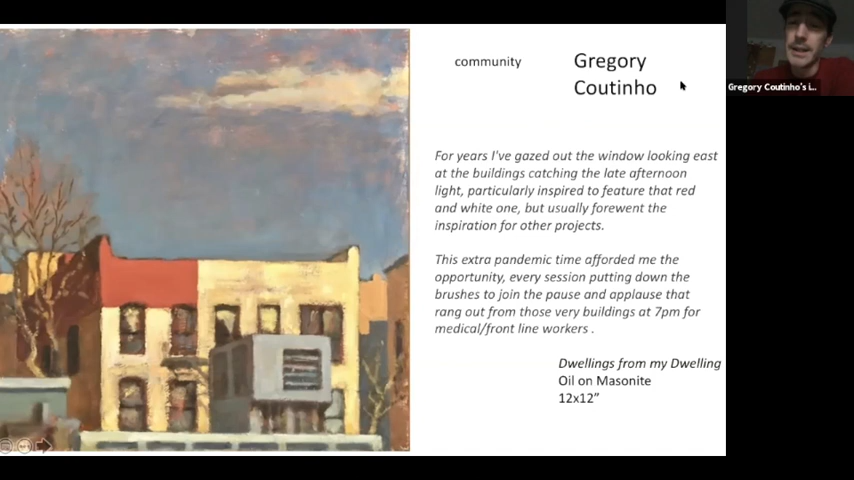 community
Gregory
Coutinho
Gregory Coutinho's i...
For years I've gazed out the window looking east
at the buildings catching the late afternoon
light, particularly inspired to feature that red
and white one, but usually forewent the
inspiration for other projects.
This extra pandemic time afforded me the
opportunity, every session putting down the
brushes to join the pause and applause that
rang out from those very buildings at 7pm for
medical/front line workers .
Dwellings from my Dwelling
Oil on Masonite
12x12”